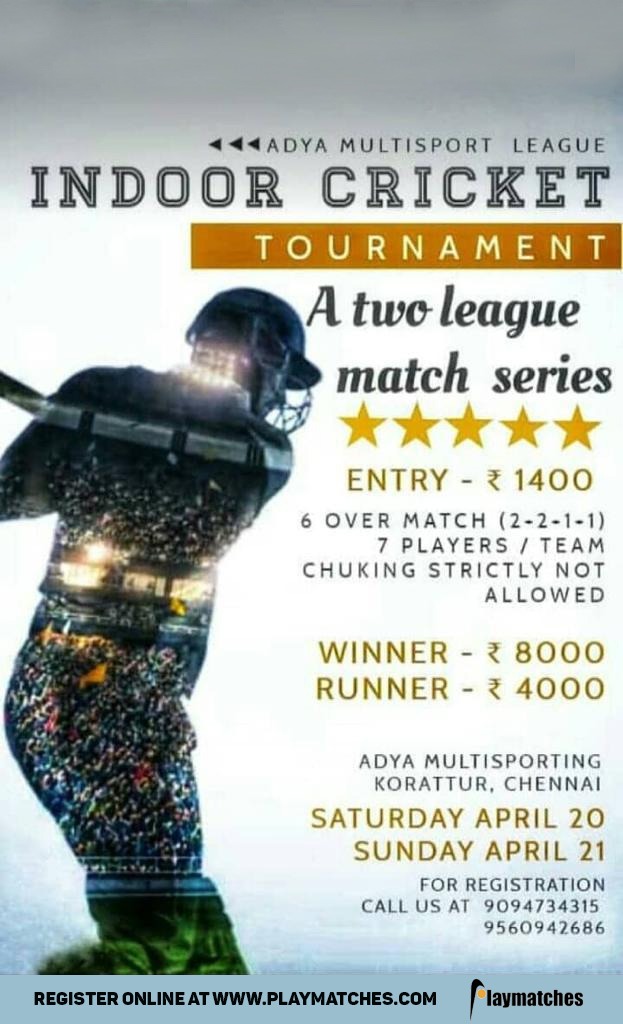 ADYA MULTISPORT LEAGUE
INDOOR CRICKET
TOURNAMENT
A two league
match series
ENTRY - ₹ 1400
6 OVER MATCH (2-2-1-1)
7 PLAYERS / TEAM
CHUKING STRICTLY NOT
ALLOWED
WINNER - ₹ 8000
RUNNER - ₹ 4000
ADYA MULTISPORTING
KORATTUR, CHENNAI
SATURDAY APRIL 20
SUNDAY APRIL 21
FOR REGISTRATION
CALL US AT 9094734315
9560942686
REGISTER ONLINE AT WWW.PLAYMATCHES.COM
Playmatches